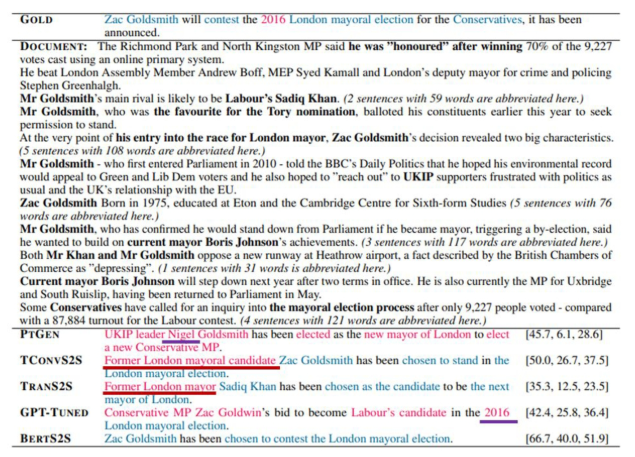 GOLD Zac Goldsmith will contest the 2016 London mayoral election for the Conservatives, it has been
announced.
DOCUMENT: The Richmond Park and North Kingston MP said he was "honoured" after winning 70% of the 9,227
votes cast using an online primary system.
He beat London Assembly Member Andrew Boff, MEP Syed Kamall and London's deputy mayor for crime and policing
Stephen Greenhalgh.
Mr Goldsmith's main rival is likely to be Labour's Sadiq Khan. (2 sentences with 59 words are abbreviated here.)
Mr Goldsmith, who was the favourite for the Tory nomination, balloted his constituents earlier this year to seek
permission to stand.
At the very point of his entry into the race for London mayor, Zac Goldsmith's decision revealed two big characteristics.
(5 sentences with 108 words are abbreviated here.)
Mr Goldsmith - who first entered Parliament in 2010 - told the BBC's Daily Politics that he hoped his environmental record
would appeal to Green and Lib Dem voters and he also hoped to "reach out" to UKIP supporters frustrated with politics as
usual and the UK's relationship with the EU.
Zac Goldsmith Born in 1975, educated at Eton and the Cambridge Centre for Sixth-form Studies (5 sentences with 76
words are abbreviated here.)
Mr Goldsmith, who has confirmed he would stand down from Parliament if he became mayor, triggering a by-election, said
he wanted to build on current mayor Boris Johnson's achievements. (3 sentences with 117 words are abbreviated here.)
Both Mr Khan and Mr Goldsmith oppose a new runway at Heathrow airport, a fact described by the British Chambers of
Commerce as "depressing". (1 sentences with 31 words is abbreviated here.)
Current mayor Boris Johnson will step down next year after two terms in office. He is also currently the MP for Uxbridge
and South Ruislip, having been returned to Parliament in May.
Some Conservatives have called for an inquiry into the mayoral election process after only 9,227 people voted - compared
with a 87,884 turnout for the Labour contest. (4 sentences with 121 words are abbreviated here.)
PTGEN UKIP leader Nigel Goldsmith has been elected as the new mayor of London to elect [45.7, 6.1, 28.6]
a new Conservative MP.
TCONVS2S Former London mayoral candidate Zac Goldsmith has been chosen to stand in the [50.0, 26.7, 37.5]
London mayoral election.
TRANS2S Former London mayor Sadiq Khan has been chosen as the candidate to be the next [35.3, 12.5, 23.5]
mayor of London.
GPT-TUNED Conservative MP Zac Goldwin's bid to become Labour's candidate in the 2016 [42.4, 25.8, 36.4]
London mayoral election.
BERTS2S Zac Goldsmith has been chosen to contest the London mayoral election. [66.7, 40.0, 51.9]